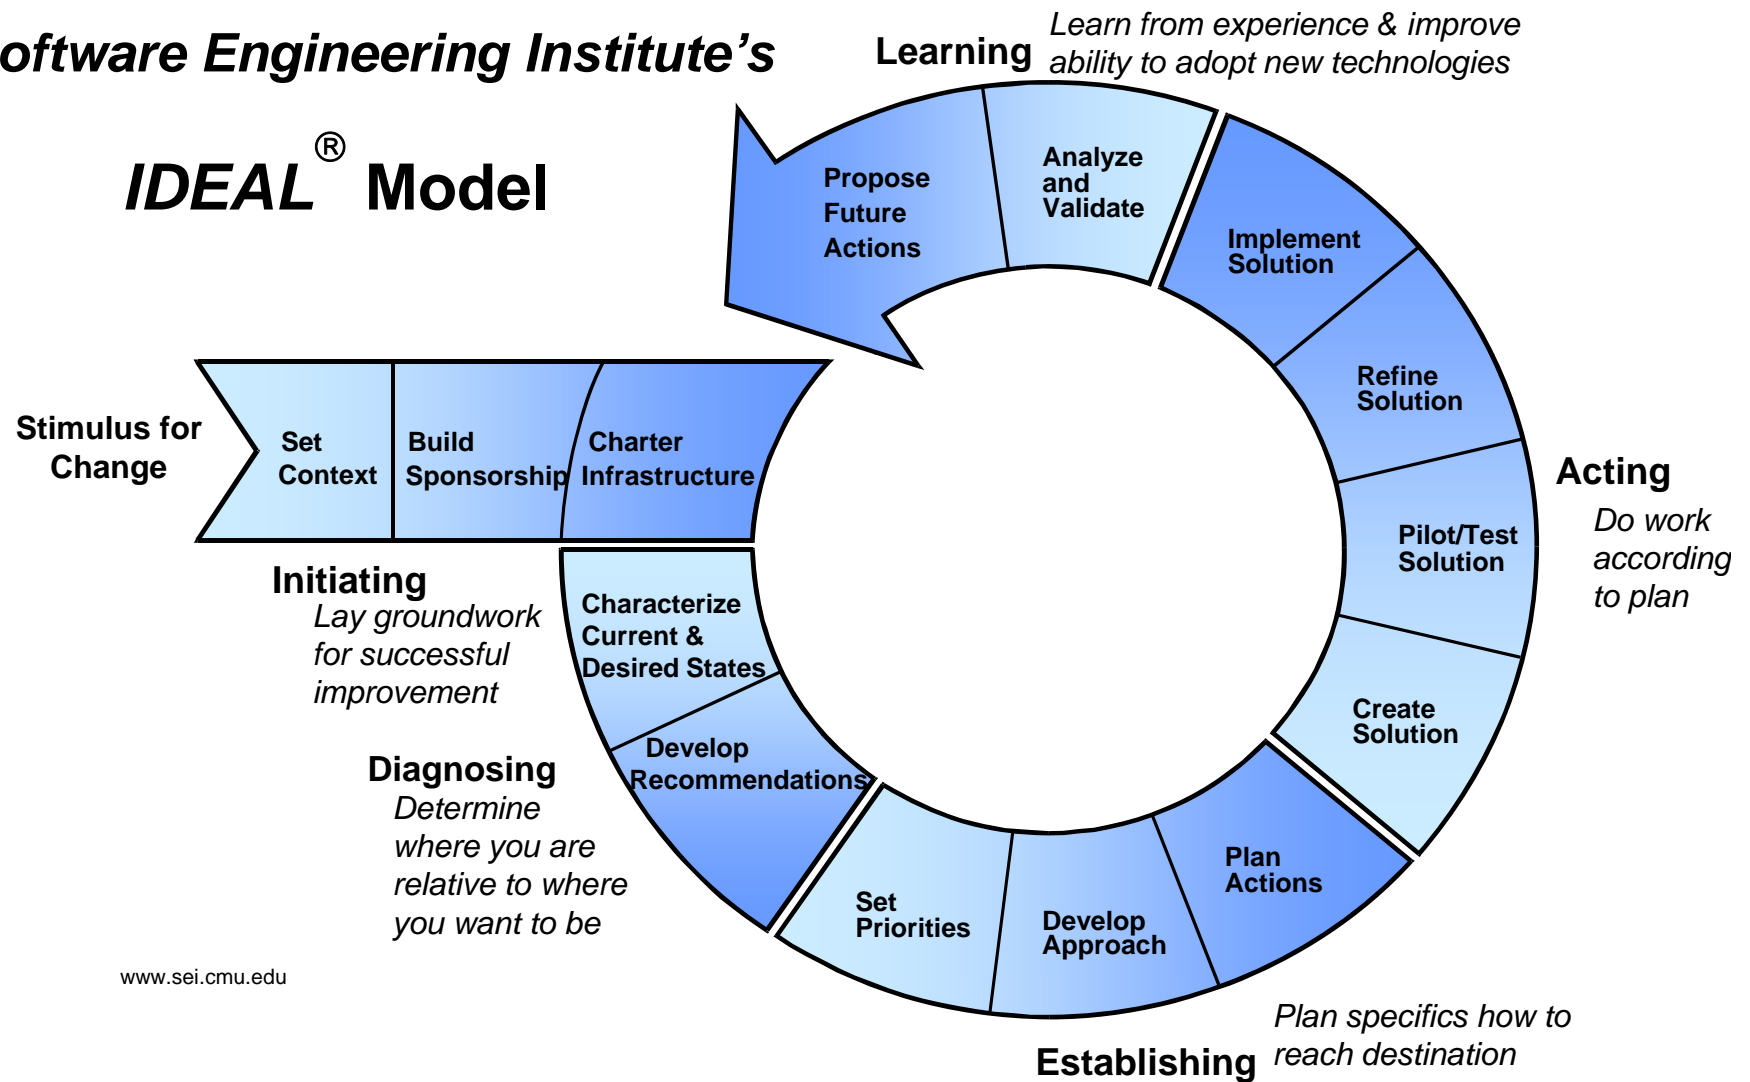 oftware Engineering Institute's
IDEAL® Model
Learning
Learn from experience & improve
ability to adopt new technologies
Propose
Future
Actions
Analyze
and
Validate
Implement
Solution
Refine
Solution
Pilot/Test
Solution
Create
Solution
Acting
Do work
according
to plan
Stimulus for
Change
Set
Context
Build
Sponsorship
Charter
Infrastructure
Initiating
Lay groundwork
for successful
improvement
Characterize
Current &
Desired States
Develop
Recommendations
Diagnosing
Determine
where you are
relative to where
you want to be
Set
Priorities
Develop
Approach
Plan
Actions
www.sei.cmu.edu
Establishing
Plan specifics how to
reach destination